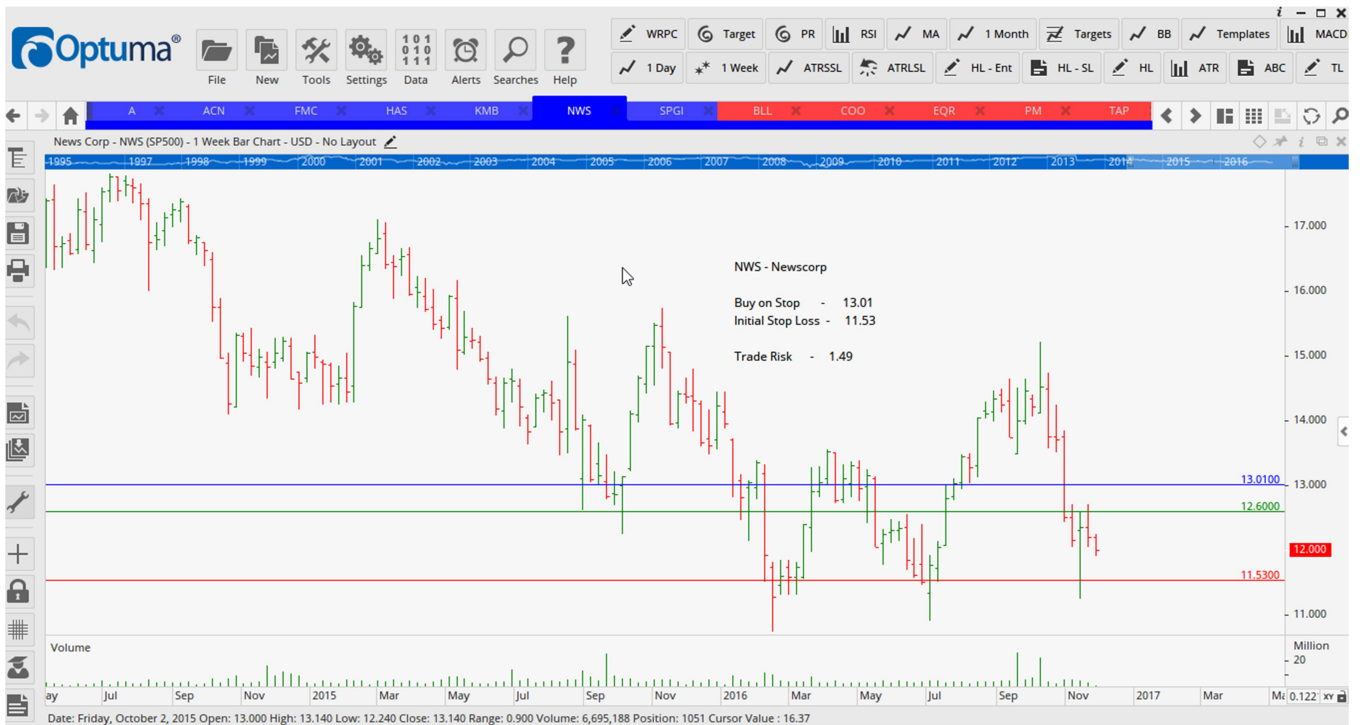 i
Optuma®
File New Tools Settings Data Alerts Searches Help
WRPC Target PR RSI MA 1 Month Targets BB Templates MACD
1 Day 1 Week ATRSSL ATRLSL HL - Ent HL - SL HL ATR ABC TL
101
010
111
A ACN FMC HAS KMB NWS SPGI BLL COO EQR PM TAP
News Corp - NWS (SP500) - 1 Week Bar Chart - USD - No Layout
1995 1997 1998 1999 2000 2001 2002 2003 2004 2005 2006 2007 2008 2009 2010 2011 2012 2013 2014 2015 2016
17.000
NWS - Newscorp
16.000
Buy on Stop - 13.01
Initial Stop Loss - 11.53
Trade Risk - 1.49
15.000
14.000
13.0100
13.000
12.6000
12.000
11.5300
11.000
Volume
Million
20
ay Jul Sep Nov 2015 Mar May Jul Sep Nov 2016 Mar May Jul Sep Nov 2017 Mar Ma 0.122 XY
Date: Friday, October 2, 2015 Open: 13.000 High: 13.140 Low: 12.240 Close: 13.140 Range: 0.900 Volume: 6,695,188 Position: 1051 Cursor Value : 16.37